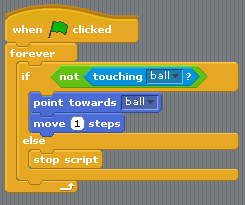 when clicked
forever
if not touching ball ?
point towards ball
move 1 steps
else
stop script